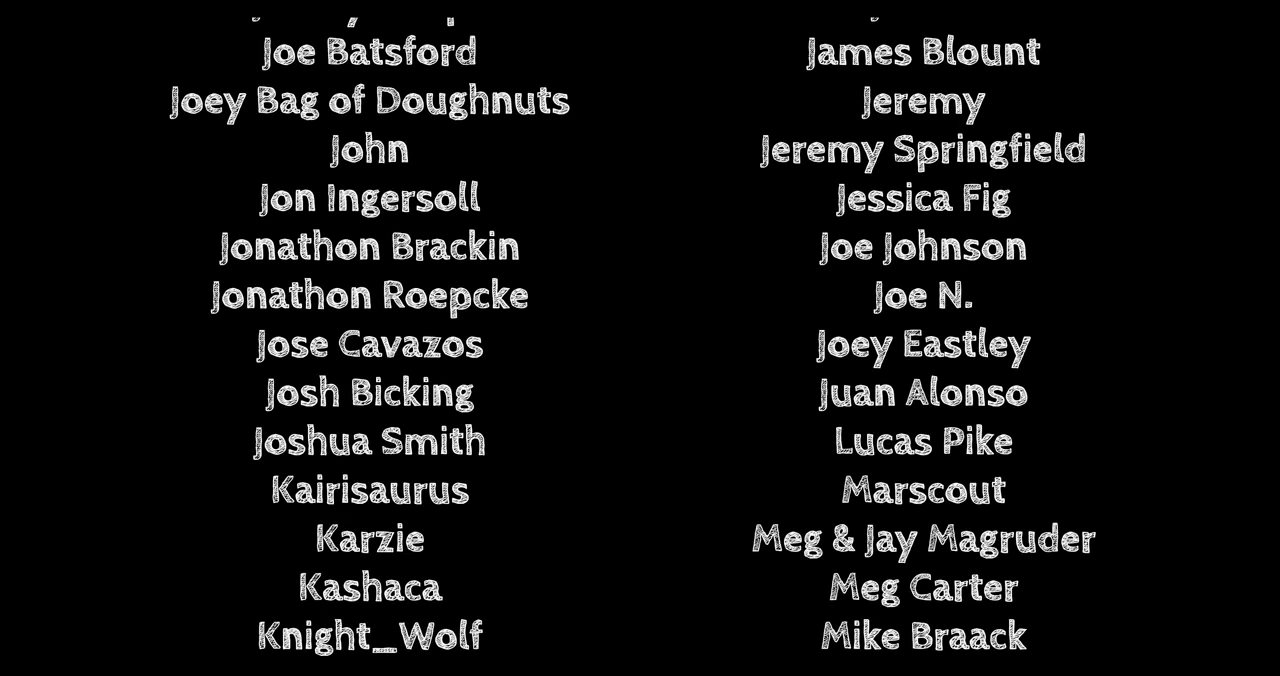 Joe Batsford
Joey Bag of Doughnuts
John
Jon Ingersoll
Jonathon Brackin
Jonathon Roepcke
Jose Cavazos
Josh Bicking
Joshua Smith
Kairisaurus
Karzie
Kashaca
Knight_Wolf
James Blount
Jeremy
Jeremy Springfield
Jessica Fig
Joe Johnson
Joe N.
Joey Eastley
Juan Alonso
Lucas Pike
Marscout
Meg & Jay Magruder
Meg Carter
Mike Braack